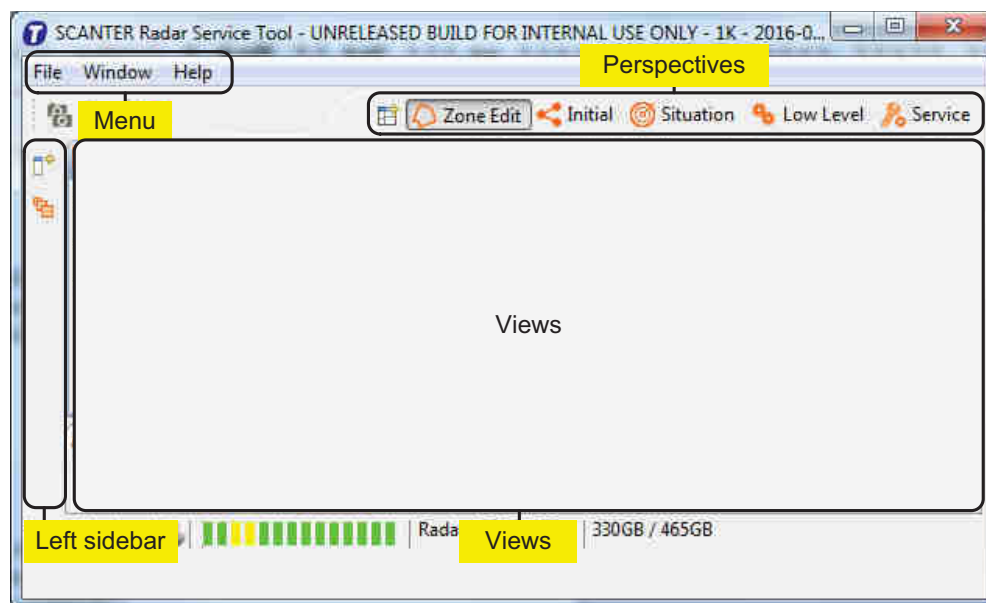 SCANTER Radar Service Tool - UNRELEASED BUILD FOR INTERNAL USE ONLY - 1K - 2016-0...
File Window Help
Perspectives
Menu
Zone Edit Initial Situation Low Level Service
Views
Left sidebar
Views
330GB / 465GB